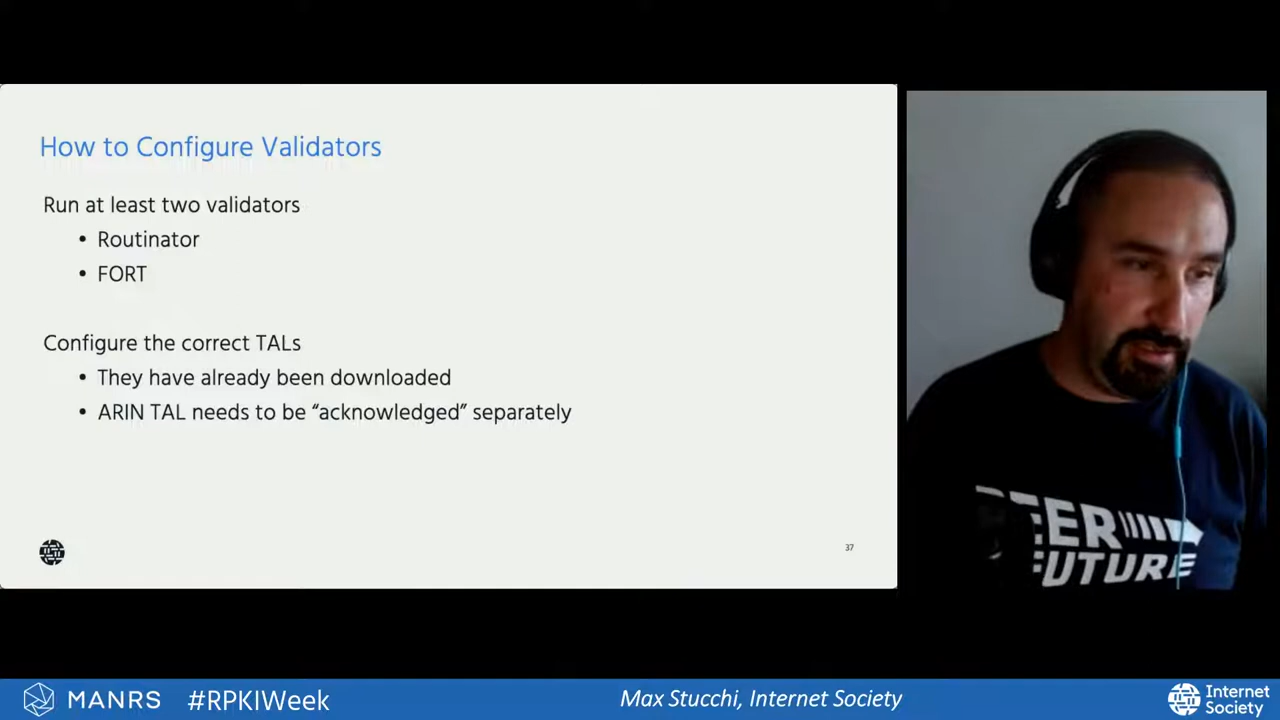 How to Configure Validators
Run at least two validators
• Routinator
• FORT
Configure the correct TALs
• They have already been downloaded
• ARIN TAL needs to be “acknowledged” separately
37
FUTURE
MANRS
#RPKIWeek
Max Stucchi, Internet Society
Internet
Society